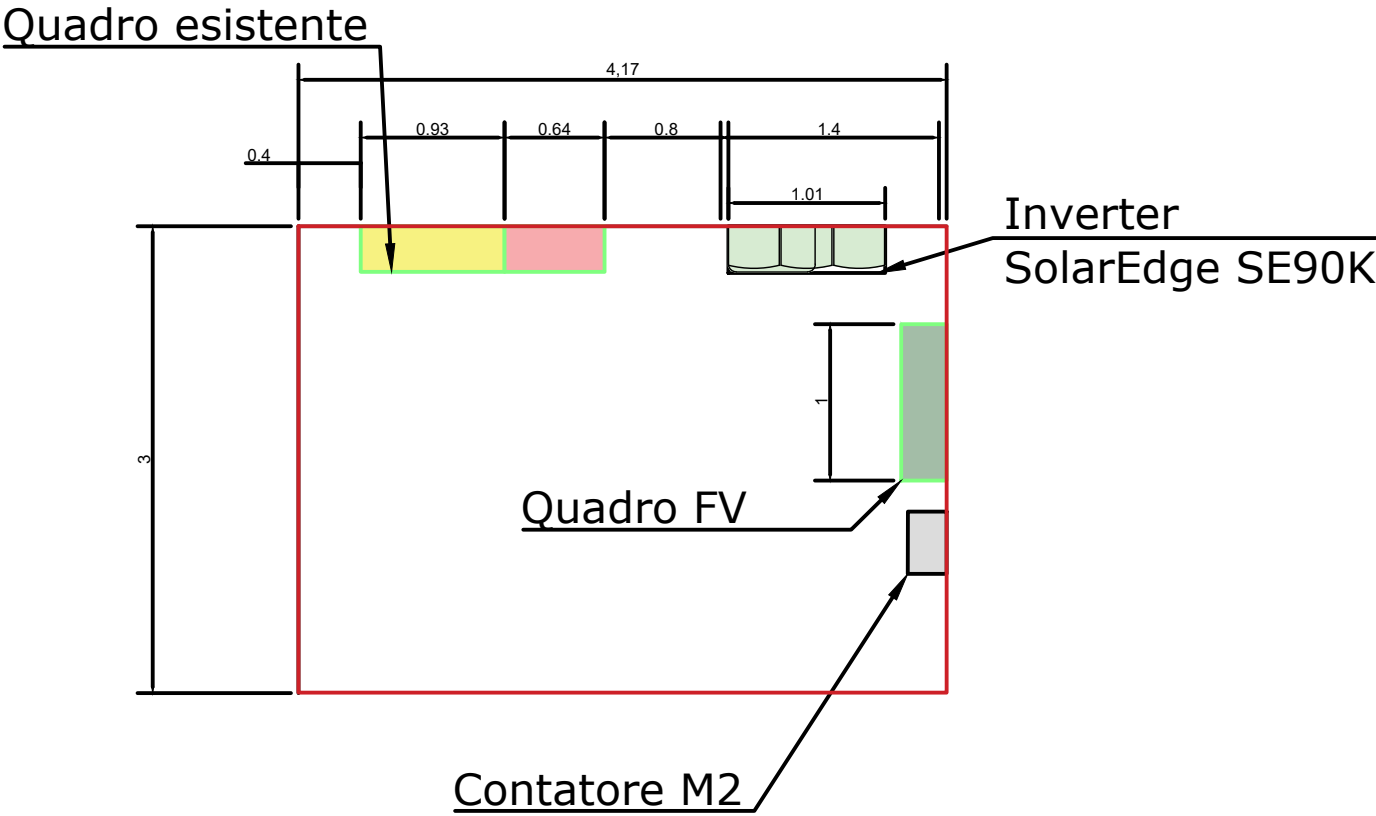 Quadro esistente
4,17
0.93
0.64
0.8
1.4
0.4
1.01
Inverter
SolarEdge SE90K
1
3
Quadro FV
Contatore M2